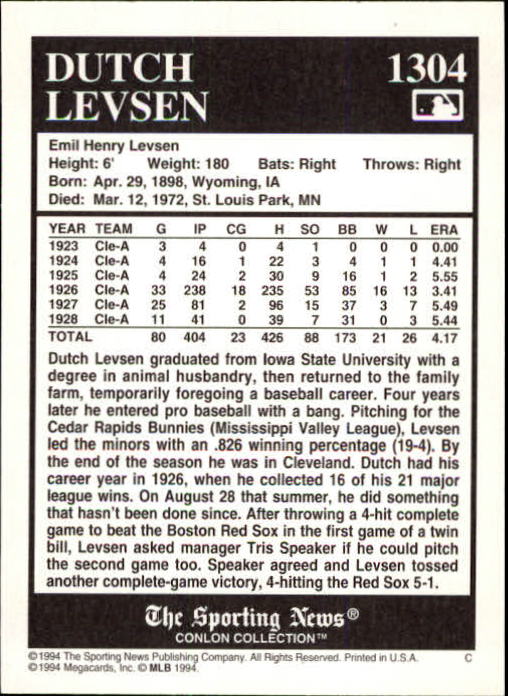 DUTCH 1304
LEVSEN
Emil Henry Levsen
Height: 6' Weight: 180 Bats: Right Throws: Right
Born: Apr. 29, 1898, Wyoming, IA
Died: Mar. 12, 1972, St. Louis Park, MN
YEAR TEAM G IP CG H SO BB W L ERA
1923 Cle-A 3 4 0 4 1 0 0 0 0.00
1924 Cle-A 4 16 1 22 3 4 1 1 4.41
1925 Cle-A 4 24 2 30 9 16 1 2 5.55
1926 Cle-A 33 238 18 235 53 85 16 13 3.41
1927 Cle-A 25 81 2 96 15 37 3 7 5.49
1928 Cle-A 11 41 0 39 7 31 0 3 5.44
TOTAL 80 404 23 426 88 173 21 26 4.17
Dutch Levsen graduated from Iowa State University with a
degree in animal husbandry, then returned to the family
farm, temporarily foregoing a baseball career. Four years
later he entered pro baseball with a bang. Pitching for the
Cedar Rapids Bunnies (Mississippi Valley League), Levsen
led the minors with an .826 winning percentage (19-4). By
the end of the season he was in Cleveland. Dutch had his
career year in 1926, when he collected 16 of his 21 major
league wins. On August 28 that summer, he did something
that hasn't been done since. After throwing a 4-hit complete
game to beat the Boston Red Sox in the first game of a twin
bill, Levsen asked manager Tris Speaker if he could pitch
the second game too. Speaker agreed and Levsen tossed
another complete-game victory, 4-hitting the Red Sox 5-1.
The Sporting News®
CONLON COLLECTION™
©1994 The Sporting News Publishing Company. All Rights Reserved. Printed in U.S.A. C
©1994 Megacards, Inc. © MLB 1994.